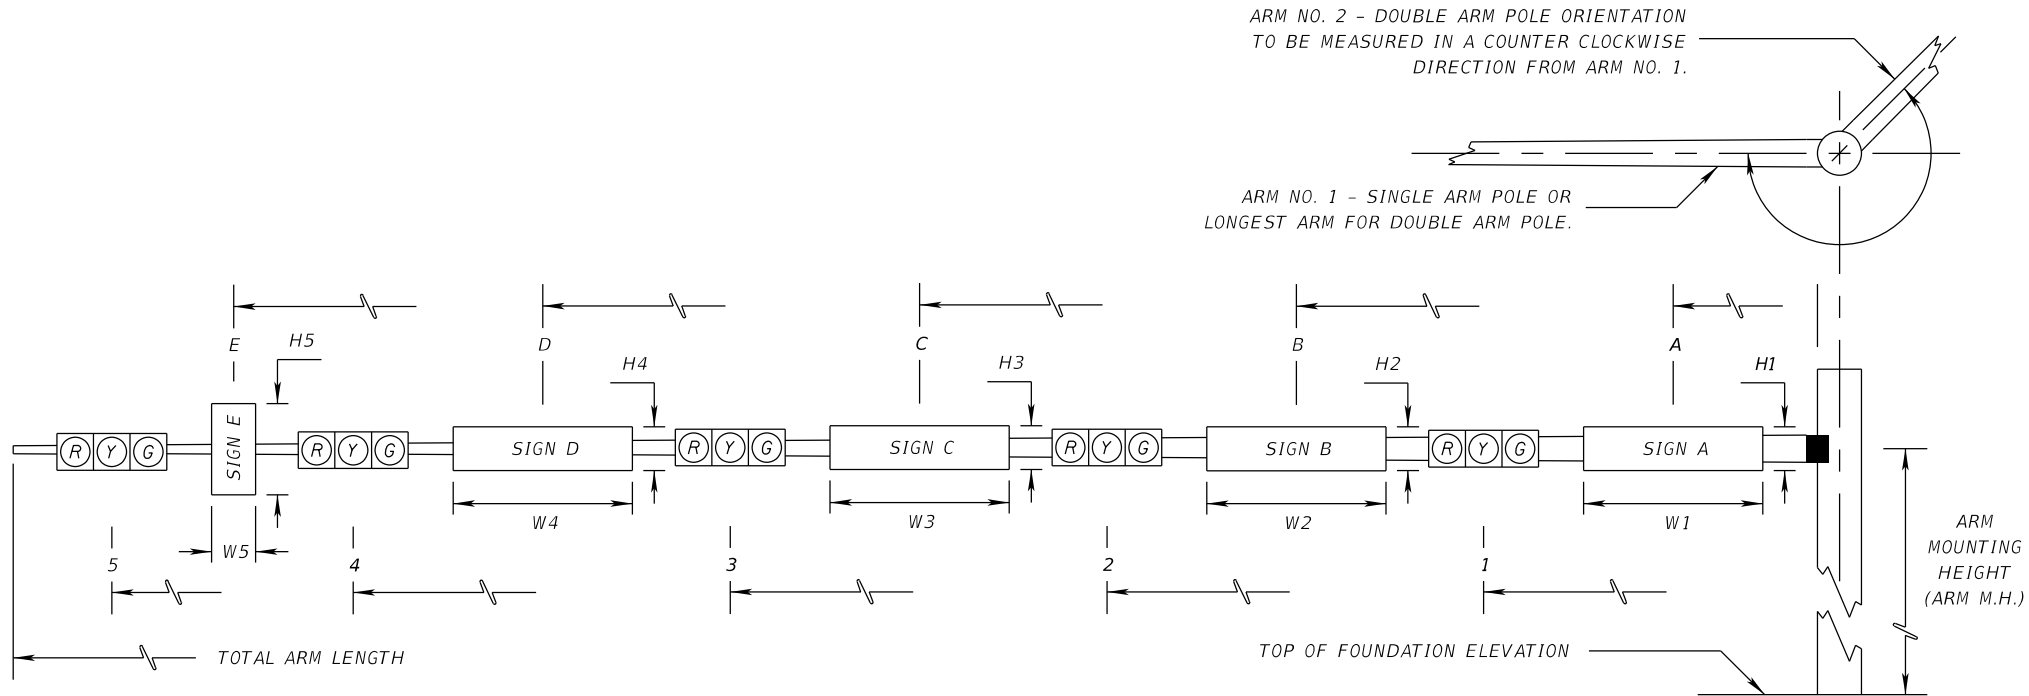 ARM NO. 2 - DOUBLE ARM POLE ORIENTATION
TO BE MEASURED IN A COUNTER CLOCKWISE
DIRECTION FROM ARM NO. 1.
ARM NO. 1 - SINGLE ARM POLE OR
LONGEST ARM FOR DOUBLE ARM POLE.
E
D
C
B
A
H5
H4
H3
H2
H1
R Y G
SIGN E
R Y G
SIGN D
R Y G
SIGN C
R Y G
SIGN B
R Y G
SIGN A
W5
W4
W3
W2
W1
5
4
3
2
1
ARM
MOUNTING
HEIGHT
(ARM M.H.)
TOTAL ARM LENGTH
TOP OF FOUNDATION ELEVATION